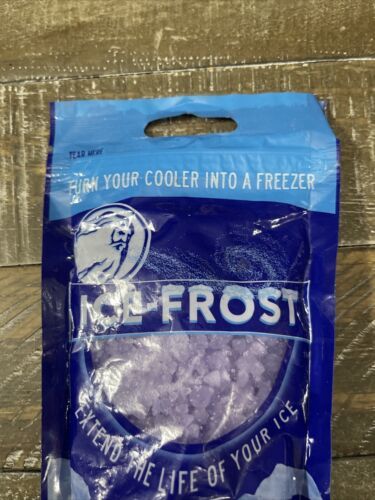 TEAR HERE
TURN YOUR COOLER INTO A FREEZER
ICE FROST
EXTEND THE LIFE OF YOUR ICE